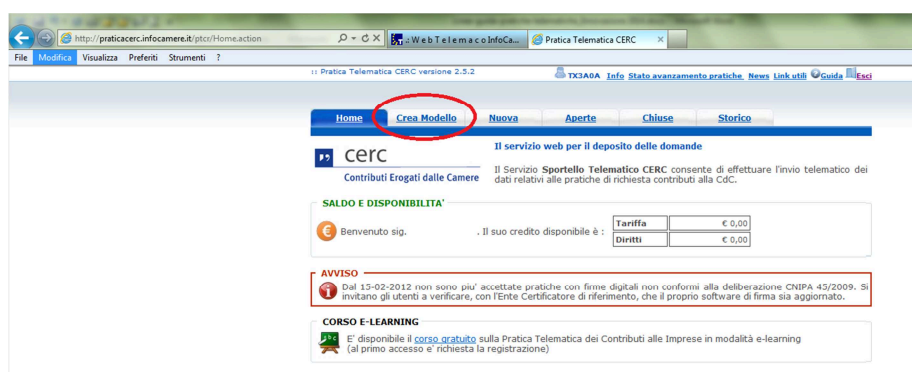 http://praticacerc.infocamere.it/ptcr/Home.action
.: W e b T e l e m a c o InfoCa...
Pratica Telematica CERC
File Modifica Visualizza Preferiti Strumenti ?
:: Pratica Telematica CERC versione 2.5.2
TX3A0A Info Stato avanzamento pratiche News Link utili Guida Esci
Home Crea Modello Nuova Aperte Chiuse Storico
cerc
Contributi Erogati dalle Camere
Il servizio web per il deposito delle domande
Il Servizio Sportello Telematico CERC consente di effettuare l'invio telematico dei
dati relativi alle pratiche di richiesta contributi alla CdC.
SALDO E DISPONIBILITA'
Benvenuto sig. . Il suo credito disponibile è :
Tariffa € 0,00
Diritti € 0,00
AVVISO
Dal 15-02-2012 non sono piu' accettate pratiche con firme digitali non conformi alla deliberazione CNIPA 45/2009. Si
invitano gli utenti a verificare, con l'Ente Certificatore di riferimento, che il proprio software di firma sia aggiornato.
CORSO E-LEARNING
E' disponibile il corso gratuito sulla Pratica Telematica dei Contributi alle Imprese in modalità e-learning
(al primo accesso e' richiesta la registrazione)